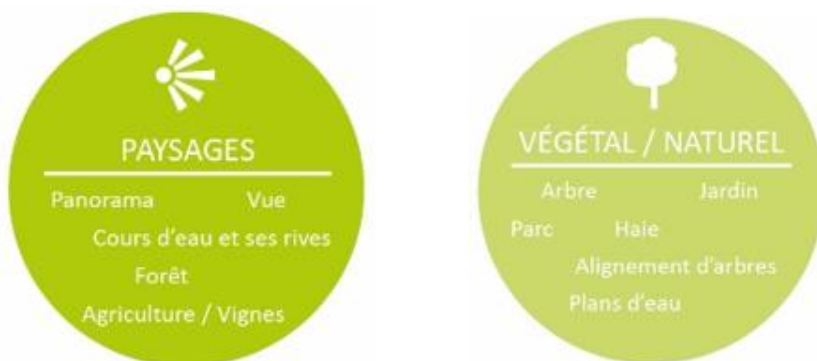 PAYSAGES
Panorama Vue
Cours d'eau et ses rives
Forêt
Agriculture / Vignes
VÉGÉTAL / NATUREL
Arbre Jardin
Parc Haie
Alignement d'arbres
Plans d'eau